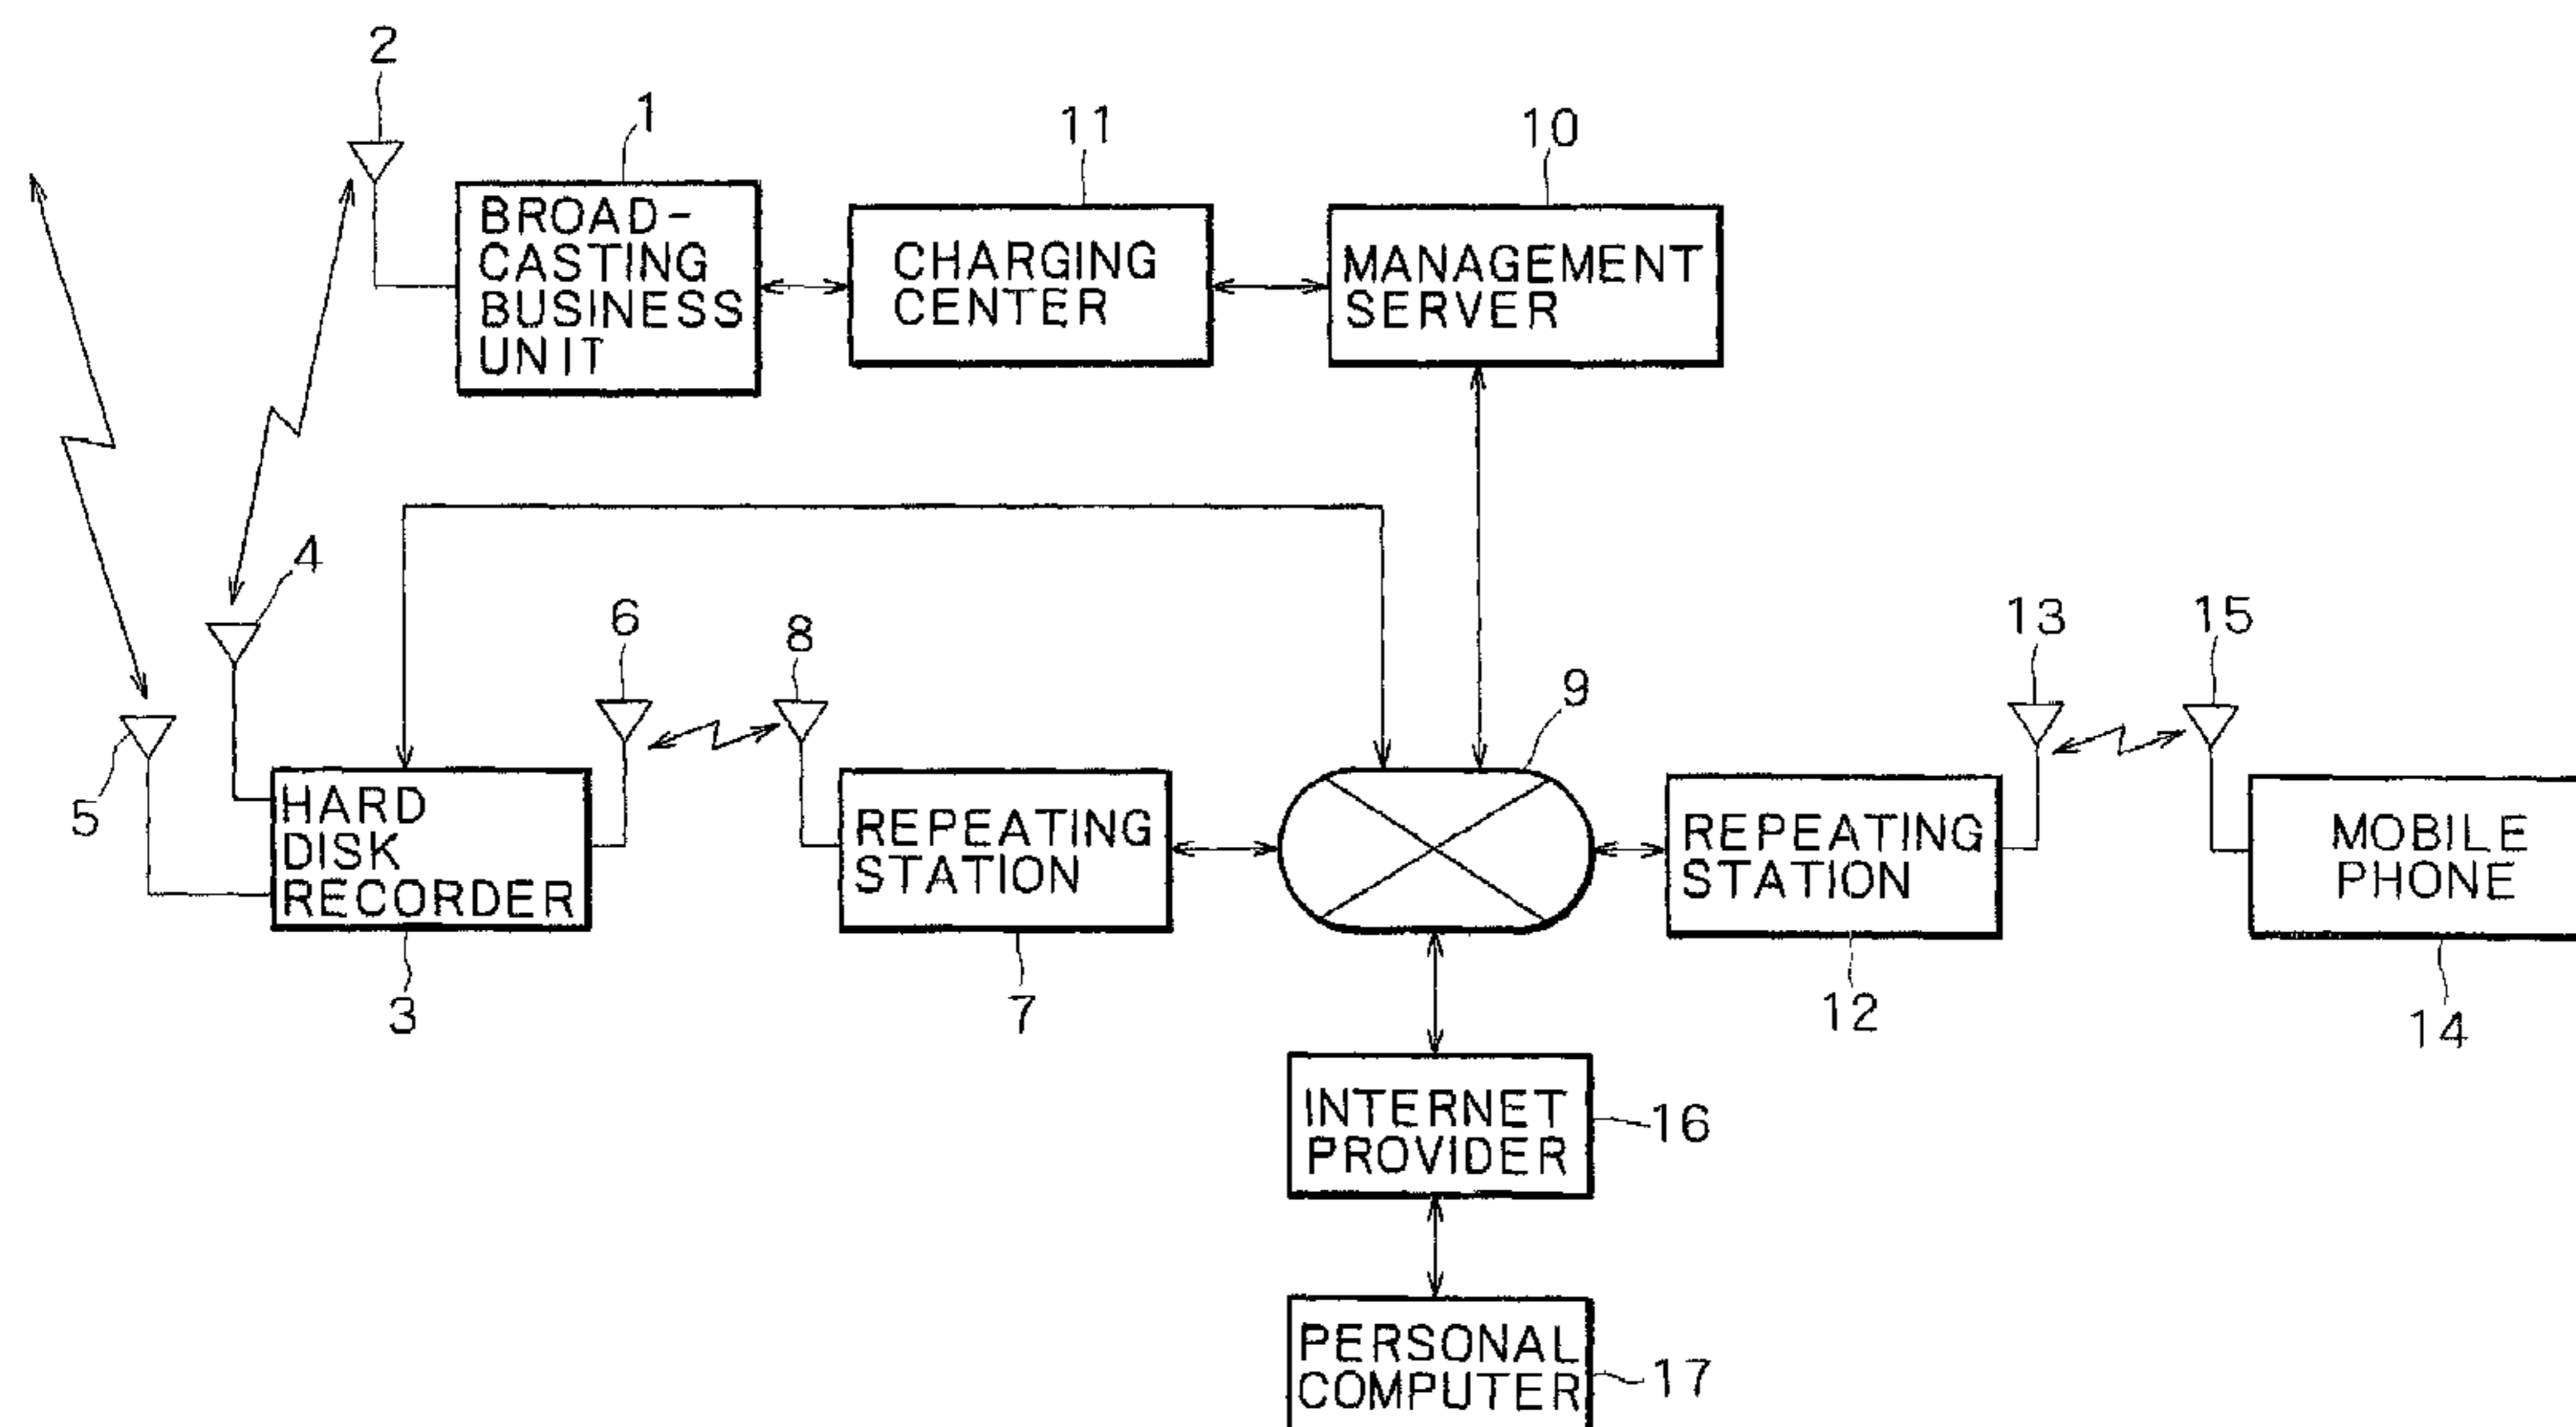 2
1
11
10
BROAD-
CASTING
BUSINESS
UNIT
CHARGING
CENTER
MANAGEMENT
SERVER
4
6
8
13
15
9
5
HARD
DISK
RECORDER
REPEATING
STATION
REPEATING
STATION
MOBILE
PHONE
3
7
12
14
INTERNET
PROVIDER
16
PERSONAL
COMPUTER
17